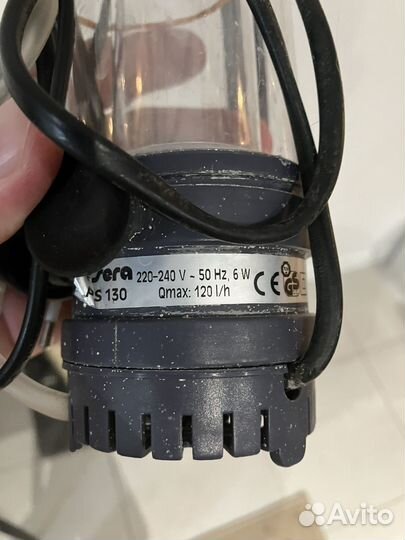 sera 220-240 V ~ 50 Hz, 6 W CE
PS 130 Qmax: 120 l/h
Avito